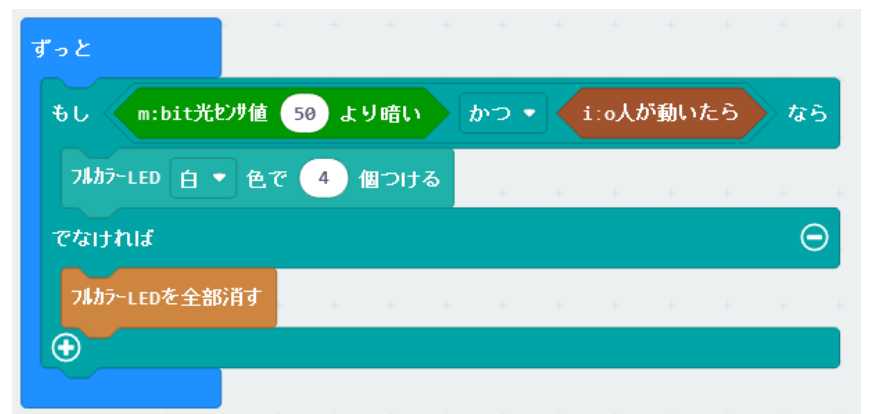 ずっと
もし m:bit光ｾﾝｻ値 50 より暗い かつ i:o人が動いたら なら
ﾌﾙｶﾗｰLED 白 色で 4 個つける
でなければ
ﾌﾙｶﾗｰLEDを全部消す